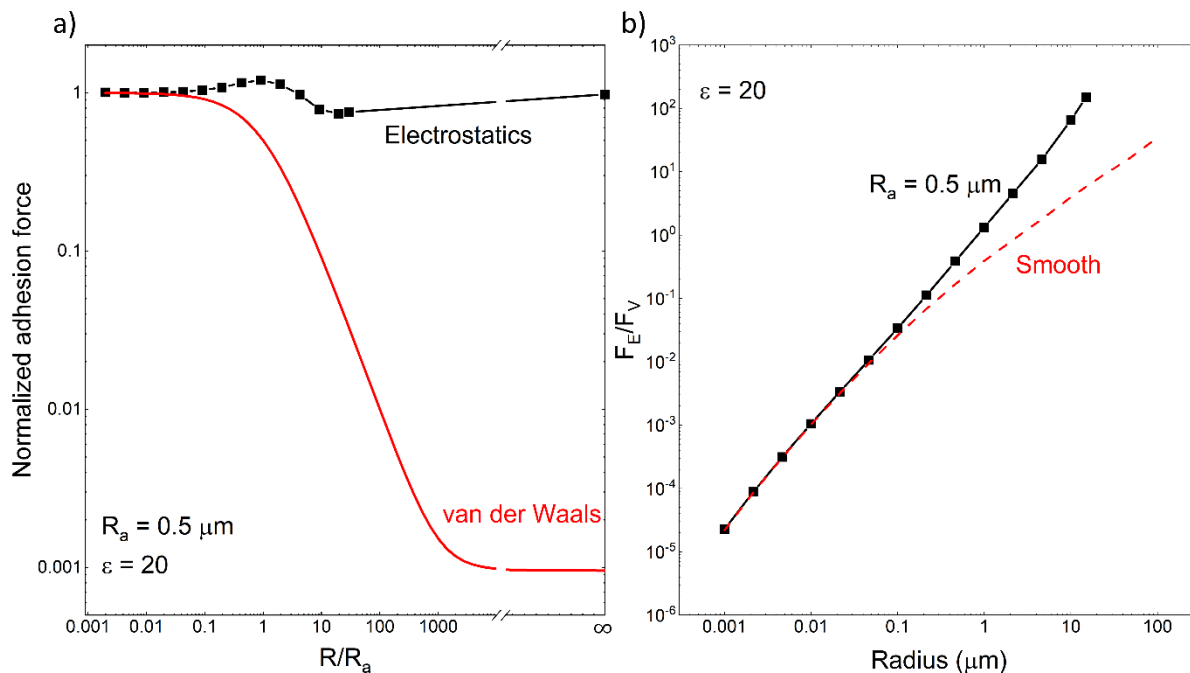 a)
Normalized adhesion force
1
0.1
0.01
0.001
Electrostatics
van der Waals
Rₐ = 0.5 μm
ε = 20
0.001 0.01 0.1 1 10 100 1000 ∞
R/Rₐ
b)
F_E/F_V
10³
10²
10¹
10⁰
10⁻¹
10⁻²
10⁻³
10⁻⁴
10⁻⁵
10⁻⁶
ε = 20
Rₐ = 0.5 μm
Smooth
0.001 0.01 0.1 1 10 100
Radius (μm)